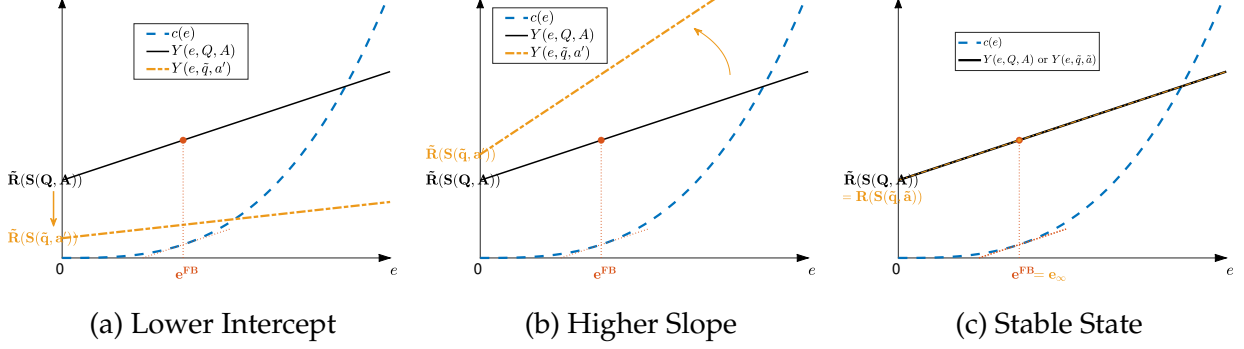 c(e)
Y(e, Q, A)
Y(e, q̃, a′)
R̃(S(Q, A))
R̃(S(q̃, a′))
0
e^FB
e
(a) Lower Intercept
c(e)
Y(e, Q, A)
Y(e, q̃, a′)
R̃(S(q̃, a′))
R̃(S(Q, A))
0
e^FB
e
(b) Higher Slope
c(e)
Y(e, Q, A) or Y(e, q̃, ã)
R̃(S(Q, A))
= R(S(q̃, ã))
0
e^FB = e_∞
e
(c) Stable State